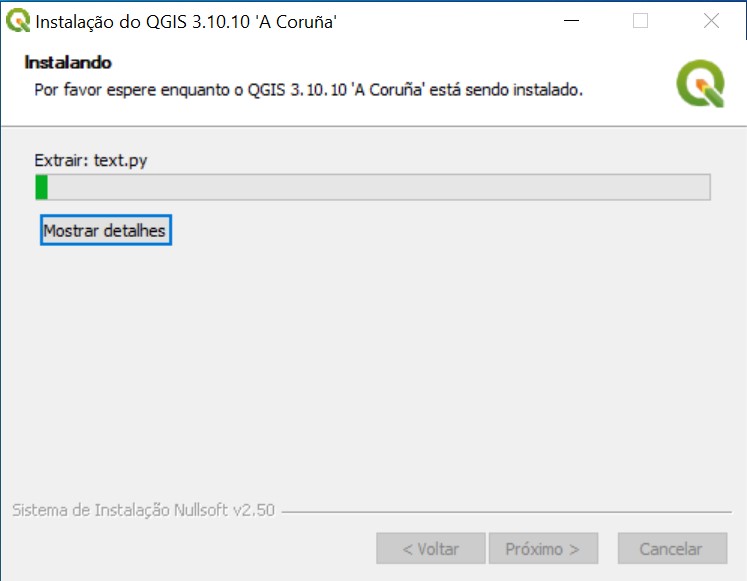 Instalação do QGIS 3.10.10 'A Coruña'
Instalando
Por favor espere enquanto o QGIS 3.10.10 'A Coruña' está sendo instalado.
Extrair: text.py
Mostrar detalhes
Sistema de Instalação Nullsoft v2.50
< Voltar
Próximo >
Cancelar